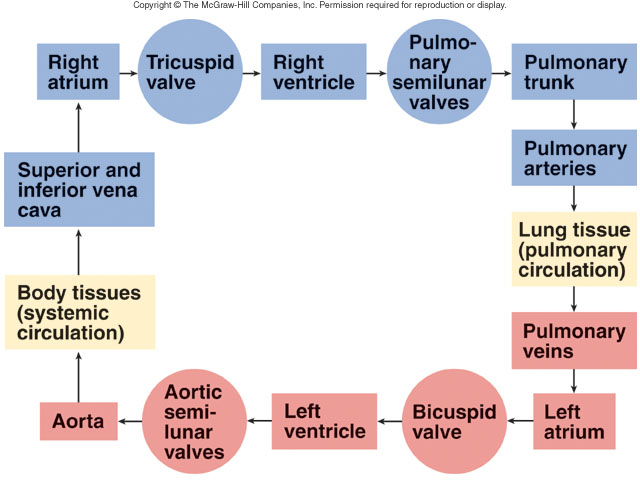 Copyright © The McGraw-Hill Companies, Inc. Permission required for reproduction or display.
Right
atrium
Tricuspid
valve
Right
ventricle
Pulmo-
nary
semilunar
valves
Pulmonary
trunk
Pulmonary
arteries
Lung tissue
(pulmonary
circulation)
Pulmonary
veins
Left
atrium
Bicuspid
valve
Left
ventricle
Aortic
semi-
lunar
valves
Aorta
Body tissues
(systemic
circulation)
Superior and
inferior vena
cava